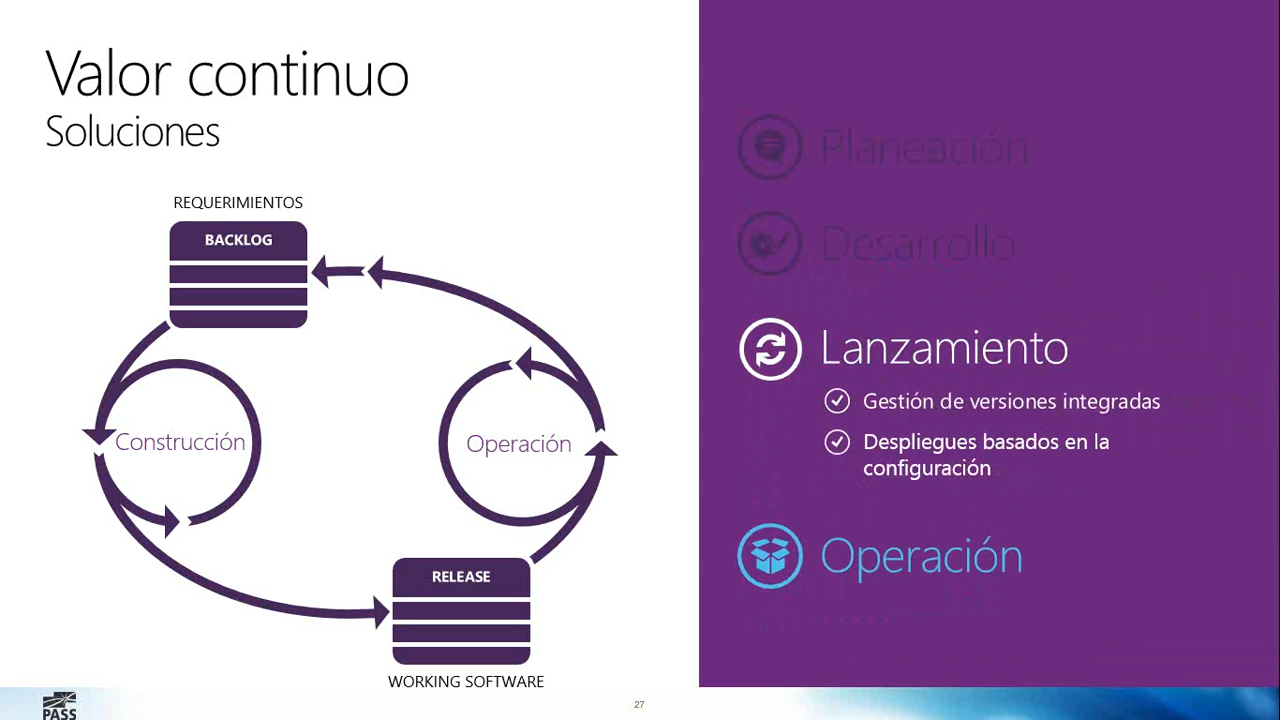 Valor continuo
Soluciones
REQUERIMIENTOS
BACKLOG
Construcción
Operación
RELEASE
WORKING SOFTWARE
Planeación
Desarrollo
Lanzamiento
Gestión de versiones integradas
Despliegues basados en la
configuración
Operación
PASS
27